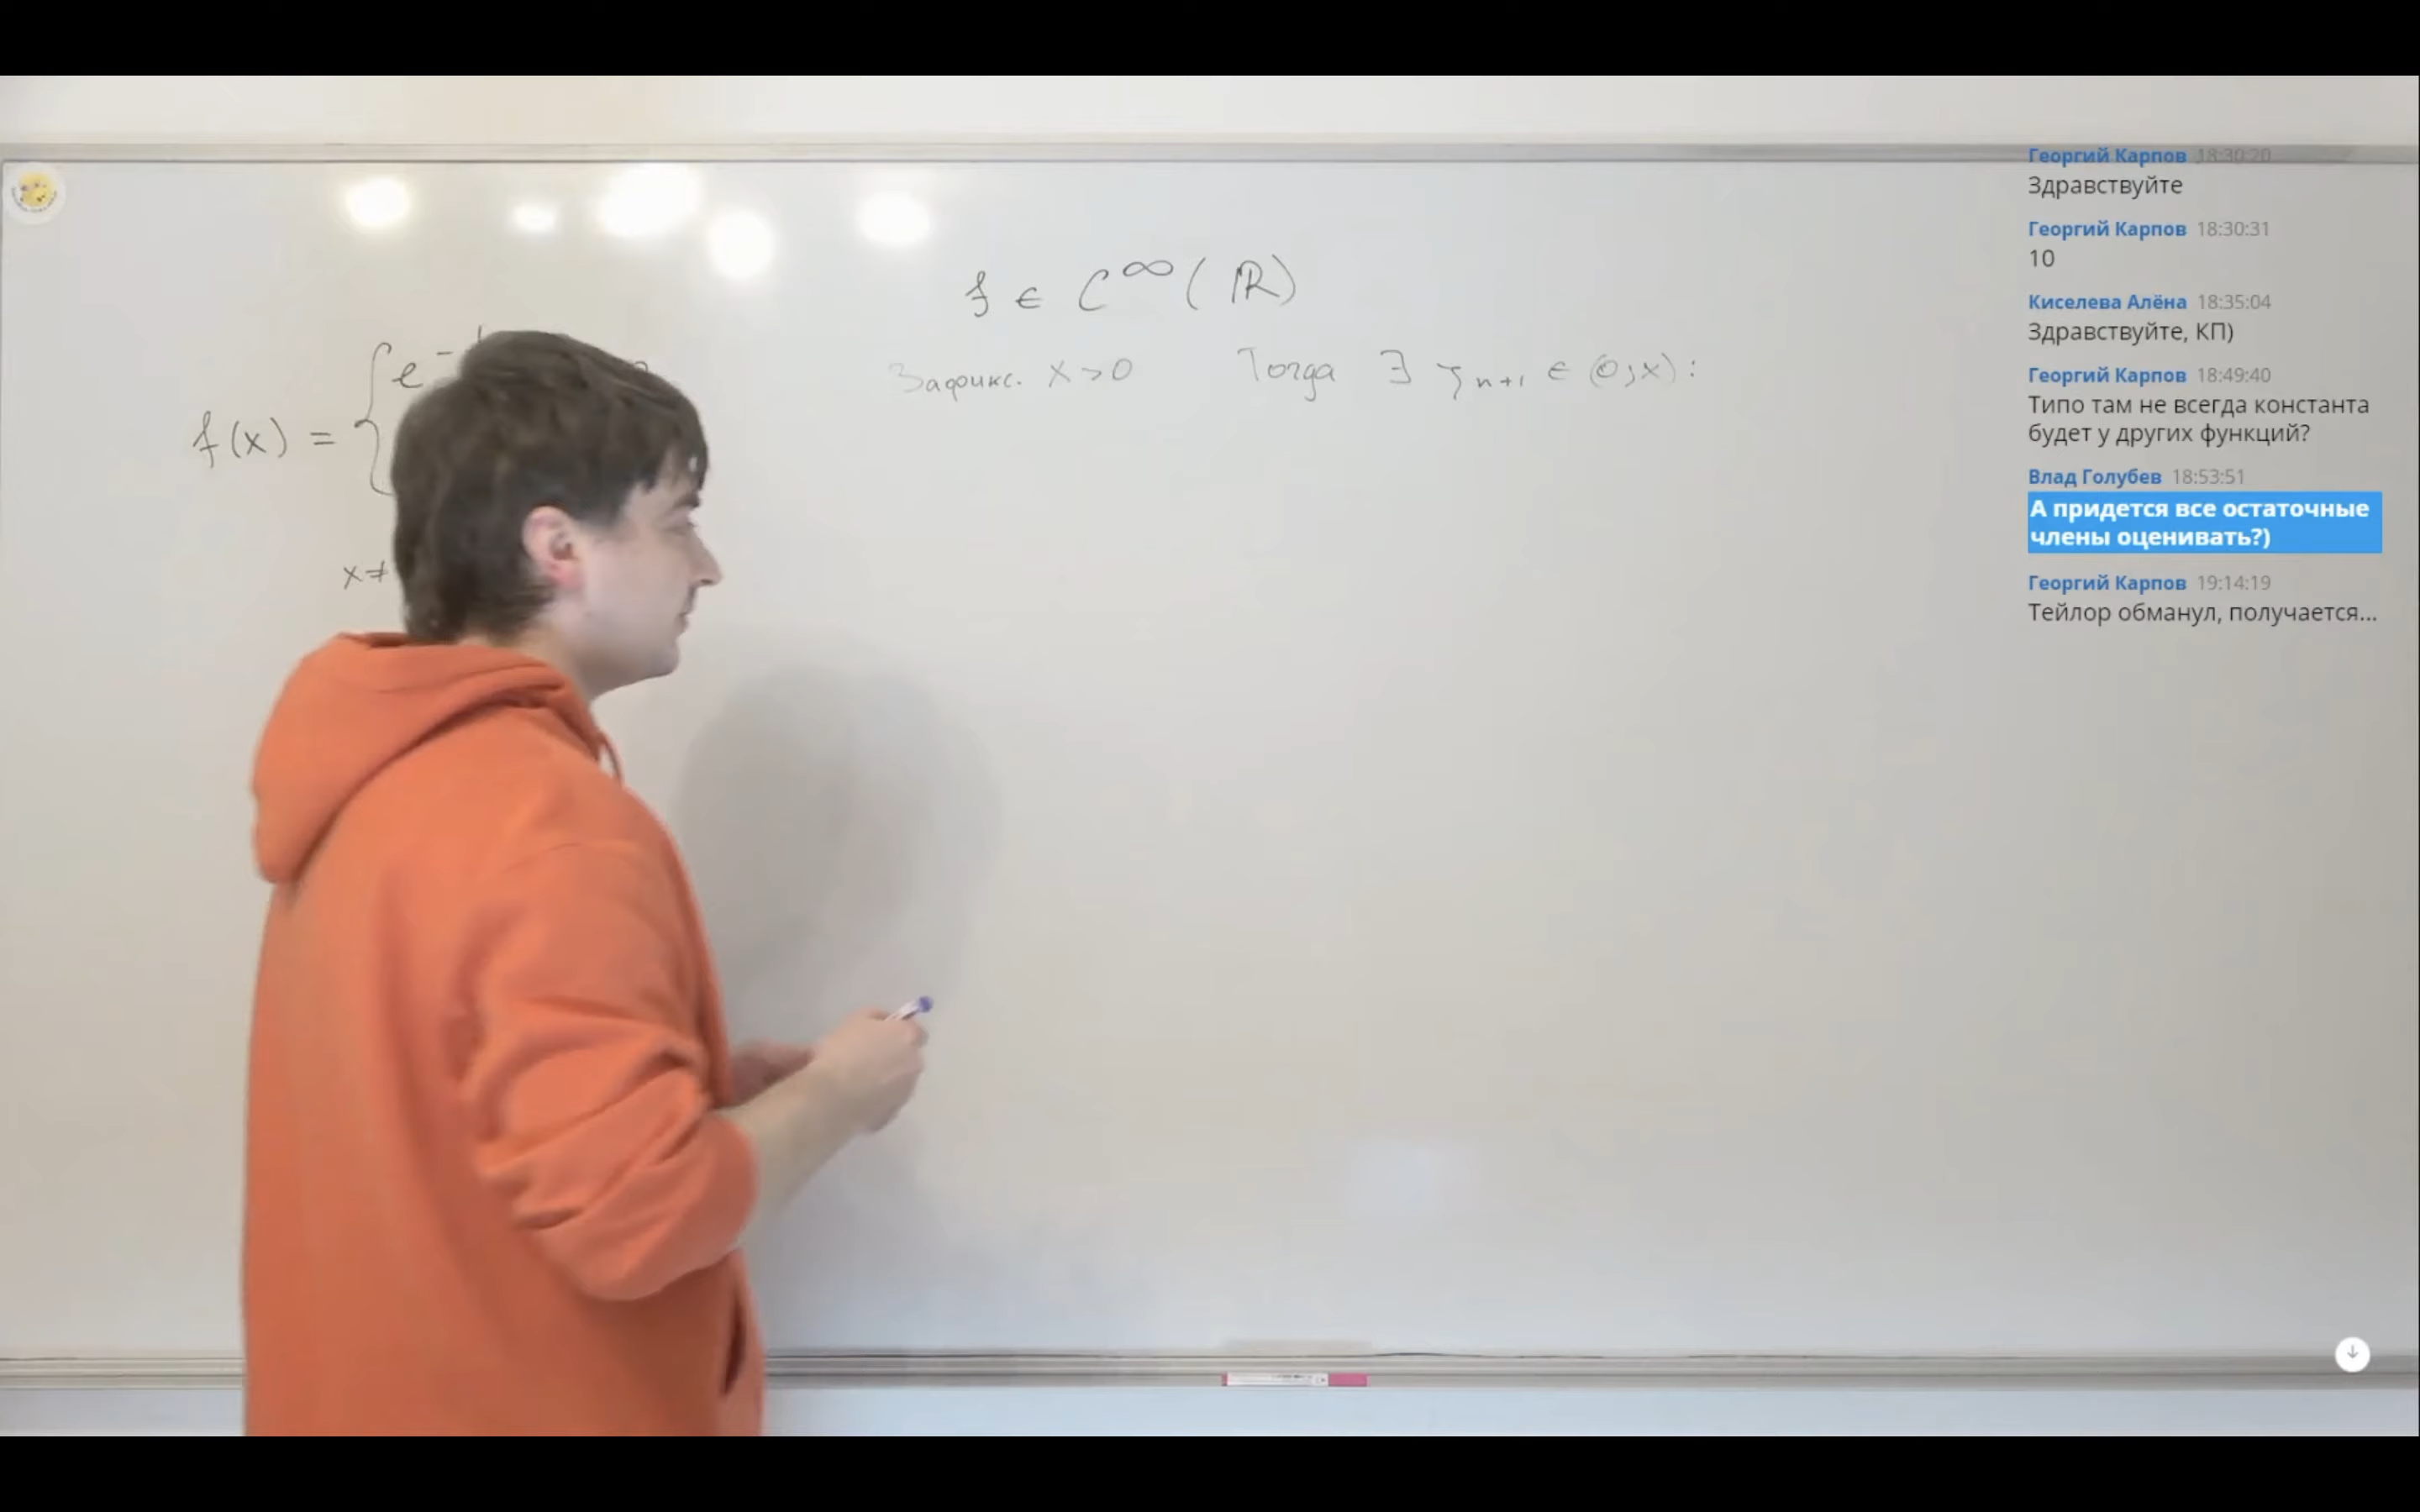 f ∈ C^∞(ℝ)
f(x) = { e^-
x ≠
Зафикс. x > 0 Тогда ∃ ζ_{n+1} ∈ (0; x):
Георгий Карпов 18:30:20
Здравствуйте
Георгий Карпов 18:30:31
10
Киселева Алёна 18:35:04
Здравствуйте, КП)
Георгий Карпов 18:49:40
Типо там не всегда константа
будет у других функций?
Влад Голубев 18:53:51
А придется все остаточные
члены оценивать?)
Георгий Карпов 19:14:19
Тейлор обманул, получается...